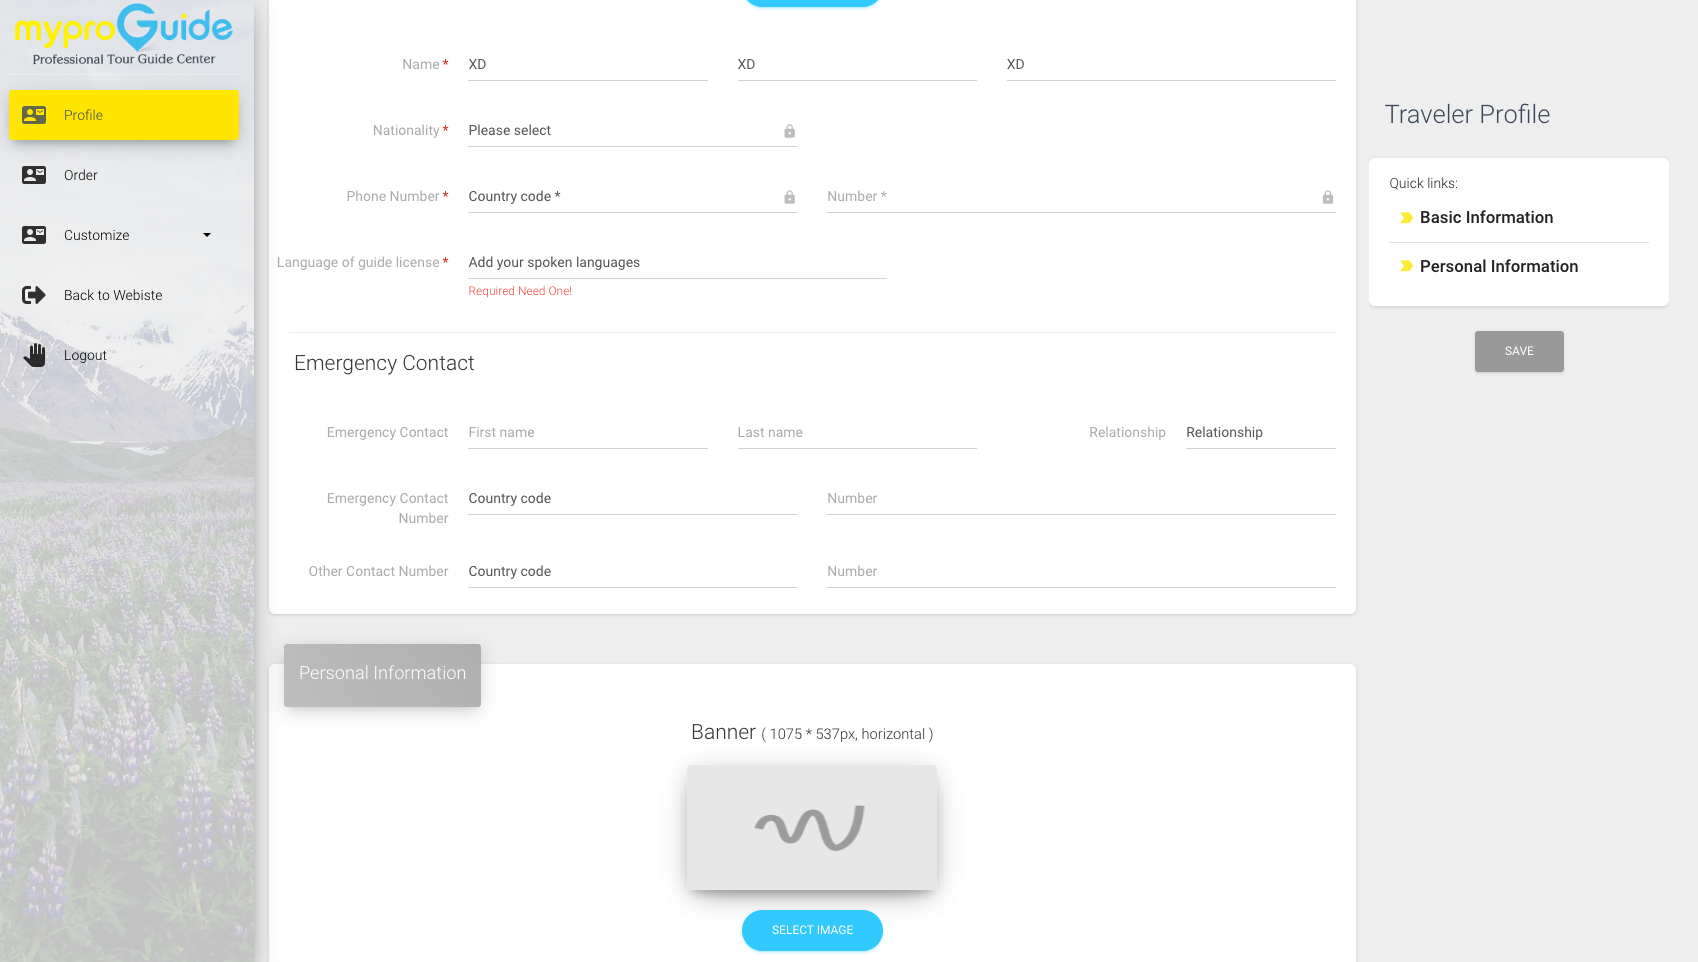 myproGuide
Professional Tour Guide Center
Profile
Order
Customize
Back to Webiste
Logout
Name * XD XD XD
Nationality * Please select
Phone Number * Country code * Number *
Language of guide license * Add your spoken languages
Required Need One!
Emergency Contact
Emergency Contact First name Last name Relationship Relationship
Emergency Contact Number Country code Number
Other Contact Number Country code Number
Personal Information
Banner ( 1075 * 537px, horizontal )
SELECT IMAGE
Traveler Profile
Quick links:
Basic Information
Personal Information
SAVE